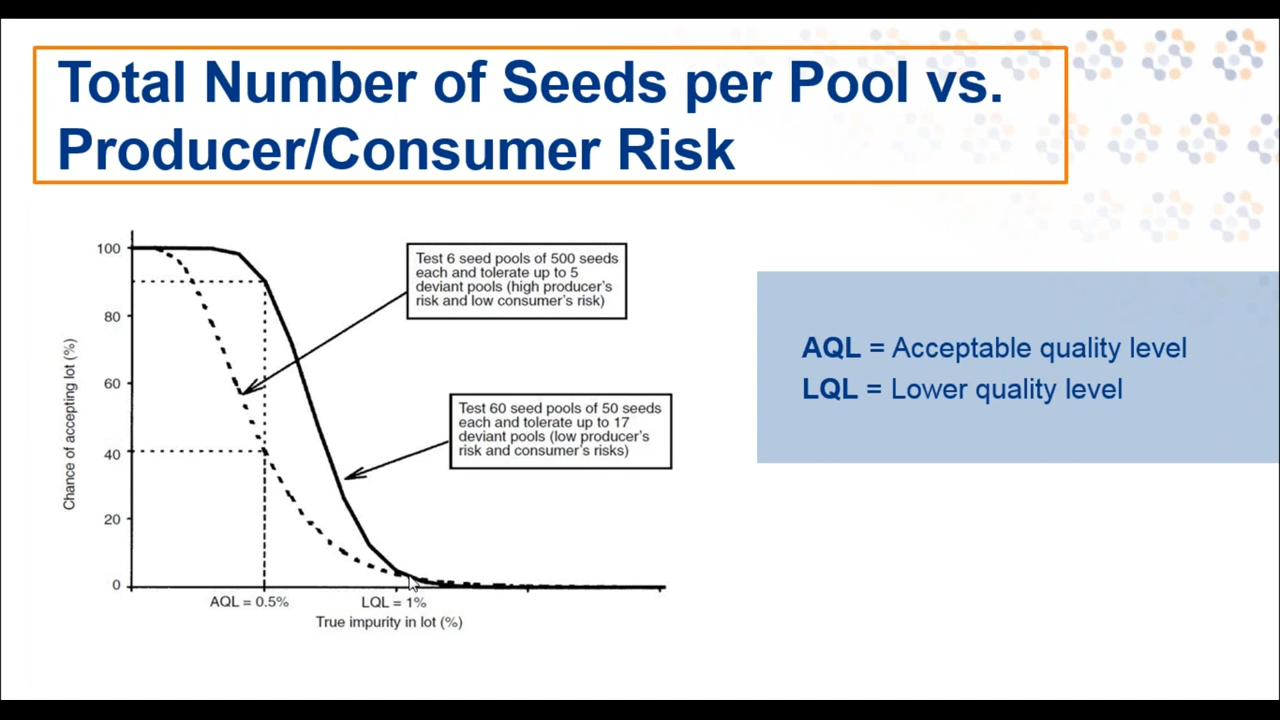 Total Number of Seeds per Pool vs.
Producer/Consumer Risk
100
80
60
40
20
0
Chance of accepting lot (%)
Test 6 seed pools of 500 seeds
each and tolerate up to 5
deviant pools (high producer's
risk and low consumer's risk)
Test 60 seed pools of 50 seeds
each and tolerate up to 17
deviant pools (low producer's
risk and consumer's risks)
AQL = 0.5%
LQL = 1%
True impurity in lot (%)
AQL = Acceptable quality level
LQL = Lower quality level